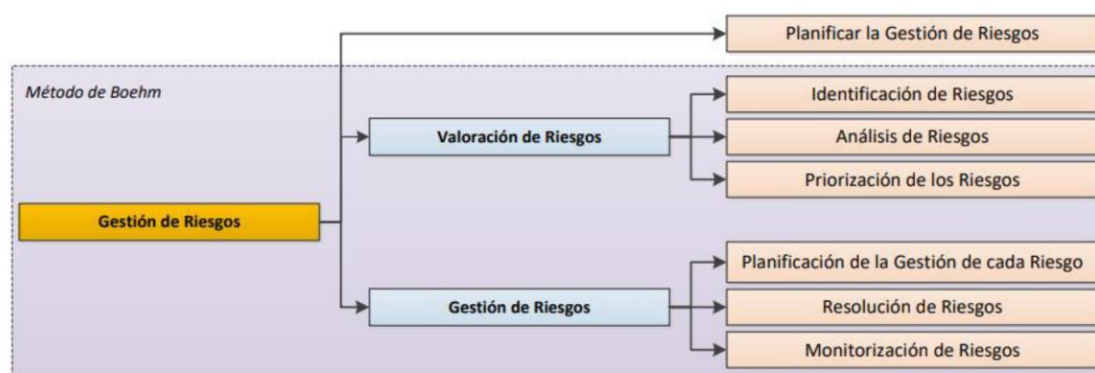 Planificar la Gestión de Riesgos
Método de Boehm
Identificación de Riesgos
Valoración de Riesgos
Análisis de Riesgos
Priorización de los Riesgos
Gestión de Riesgos
Planificación de la Gestión de cada Riesgo
Gestión de Riesgos
Resolución de Riesgos
Monitorización de Riesgos